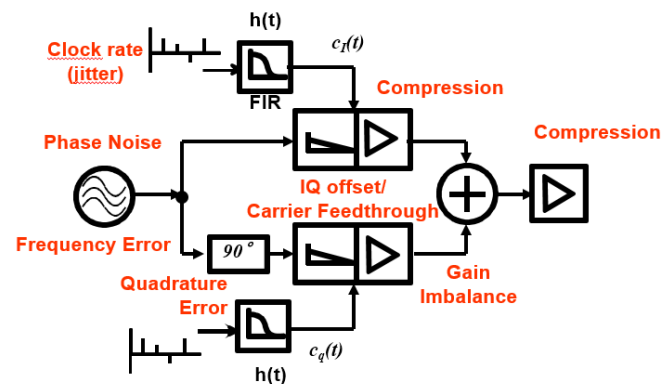 h(t)
Clock rate
(jitter)
c_I(t)
FIR
Compression
Compression
Phase Noise
IQ offset/
Carrier Feedthrough
Frequency Error
90°
Quadrature
Error
Gain
Imbalance
c_q(t)
h(t)